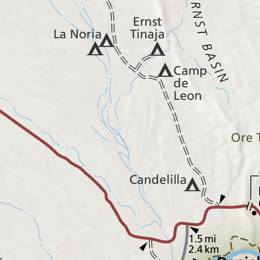 La Noria
Ernst
Tinaja
ERNST BASIN
Camp
de
Leon
Ore T
Candelilla
1.5 mi
2.4 km